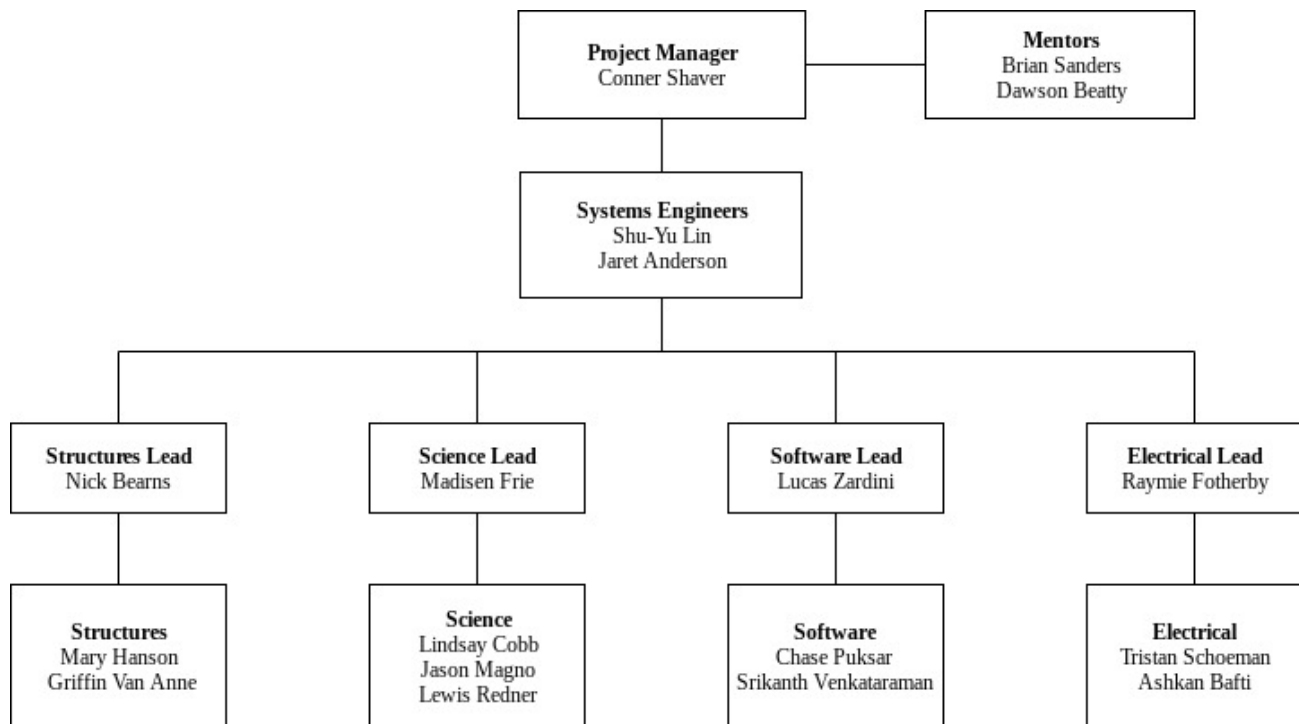 Project Manager
Conner Shaver
Mentors
Brian Sanders
Dawson Beatty
Systems Engineers
Shu-Yu Lin
Jaret Anderson
Structures Lead
Nick Bearns
Science Lead
Madisen Frie
Software Lead
Lucas Zardini
Electrical Lead
Raymie Fotherby
Structures
Mary Hanson
Griffin Van Anne
Science
Lindsay Cobb
Jason Magno
Lewis Redner
Software
Chase Puksar
Srikanth Venkataraman
Electrical
Tristan Schoeman
Ashkan Bafti